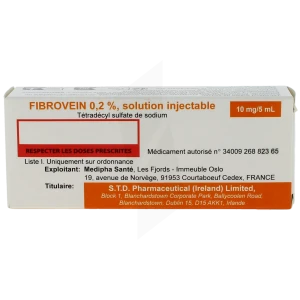 FIBROVEIN 0,2 %, solution injectable
10 mg/5 mL
Tétradécyl sulfate de sodium
RESPECTER LES DOSES PRESCRITES
Médicament autorisé n° 34009 268 823 65
Liste I. Uniquement sur ordonnance
Exploitant: Medipha Santé, Les Fjords - Immeuble Oslo
19, avenue de Norvège, 91953 Courtaboeuf Cedex, FRANCE
Titulaire:
S.T.D. Pharmaceutical (Ireland) Limited,
Block 1, Blanchardstown Corporate Park, Ballycoolen Road,
Blanchardstown, Dublin 15, D15 AKK1, Irlande